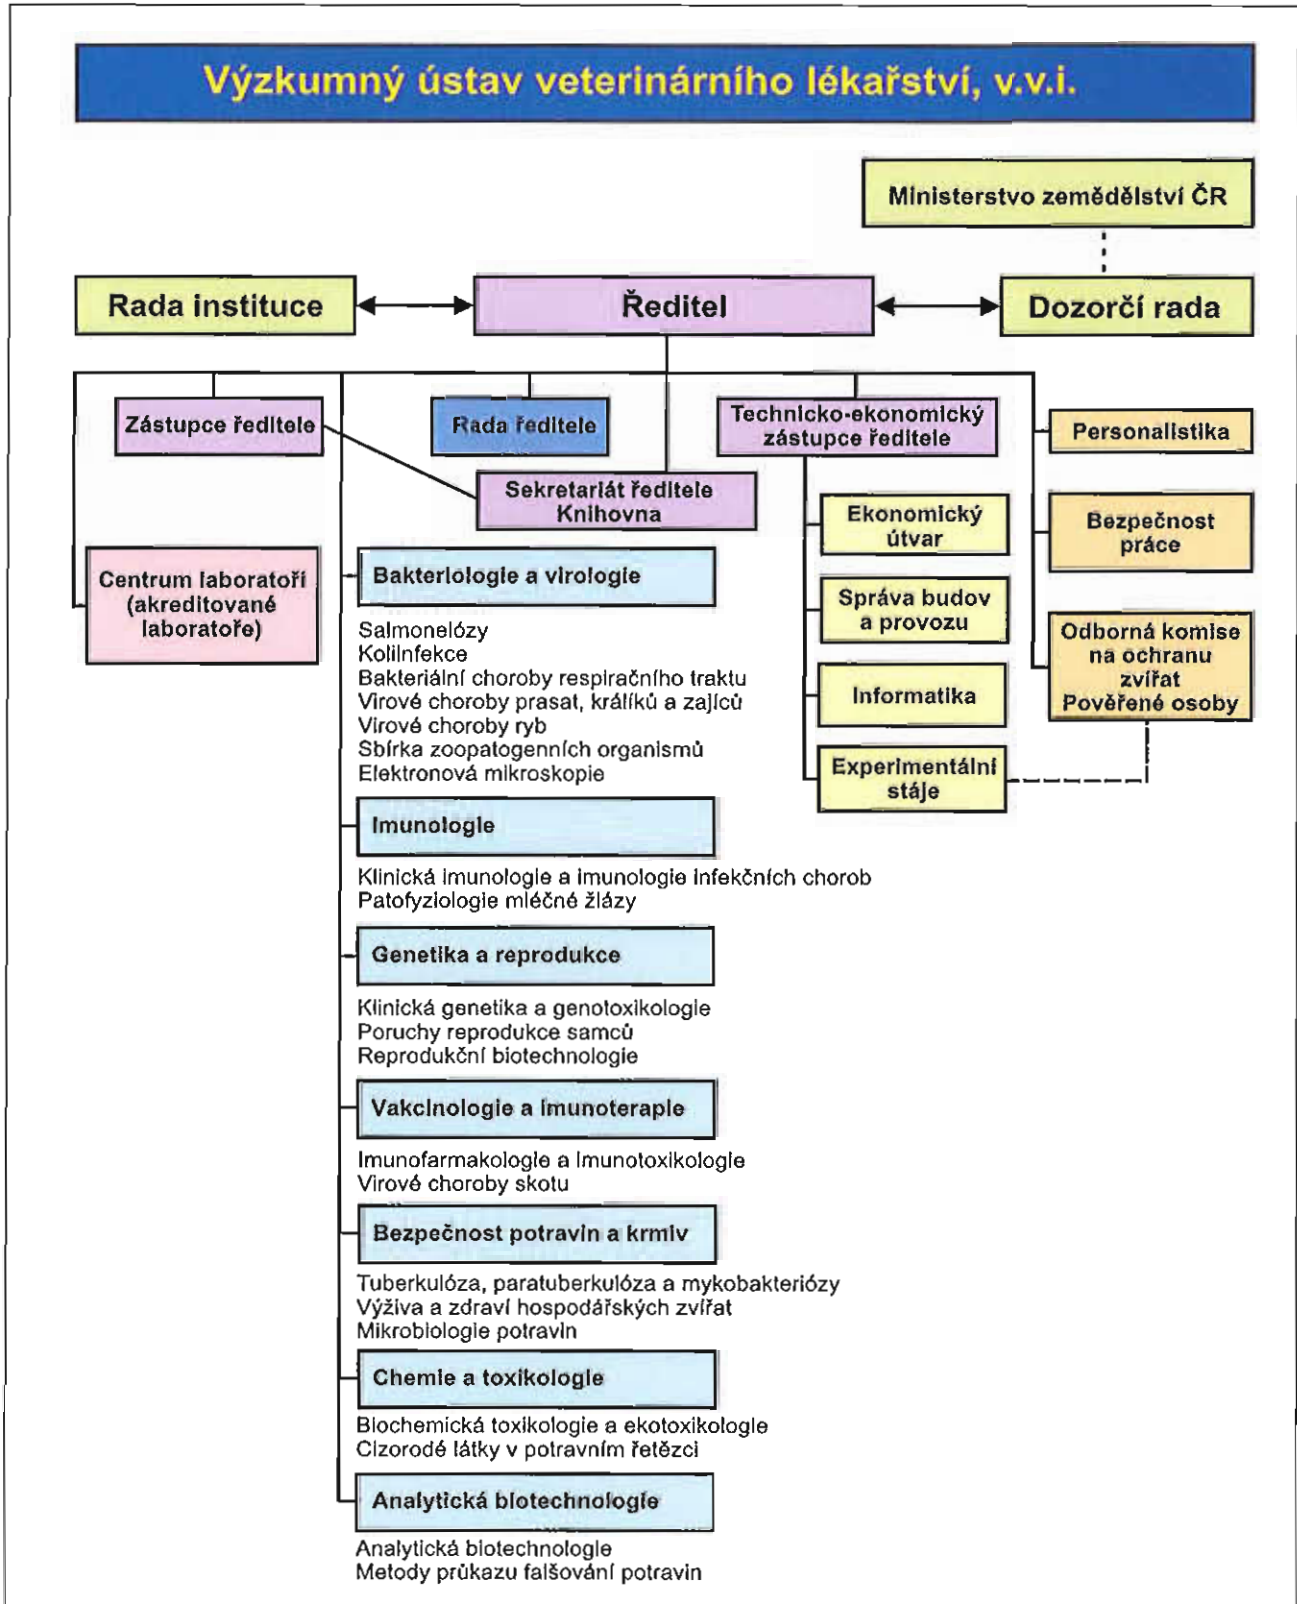 Výzkumný ústav veterinárního lékařství, v.v.i.
Ministerstvo zemědělství ČR
Rada instituce
Ředitel
Dozorčí rada
Zástupce ředitele
Rada ředitele
Technicko-ekonomický
zástupce ředitele
Personalistika
Sekretariát ředitele
Knihovna
Ekonomický
útvar
Bezpečnost
práce
Centrum laboratoří
(akreditované
laboratoře)
Bakteriologie a virologie
Správa budov
a provozu
Odborná komise
na ochranu
zvířat
Pověřené osoby
Salmonelózy
Koliinfekce
Bakteriální choroby respiračního traktu
Virové choroby prasat, králíků a zajíců
Virové choroby ryb
Sbírka zoopatogenních organismů
Elektronová mikroskopie
Informatika
Experimentální
stáje
Imunologie
Klinická imunologie a imunologie infekčních chorob
Patofyziologie mléčné žlázy
Genetika a reprodukce
Klinická genetika a genotoxikologie
Poruchy reprodukce samců
Reprodukční biotechnologie
Vakcinologie a imunoterapie
Imunofarmakologie a imunotoxikologie
Virové choroby skotu
Bezpečnost potravin a krmiv
Tuberkulóza, paratuberkulóza a mykobakteriózy
Výživa a zdraví hospodářských zvířat
Mikrobiologie potravin
Chemie a toxikologie
Biochemická toxikologie a ekotoxikologie
Cizorodé látky v potravním řetězci
Analytická biotechnologie
Analytická biotechnologie
Metody průkazu falšování potravin